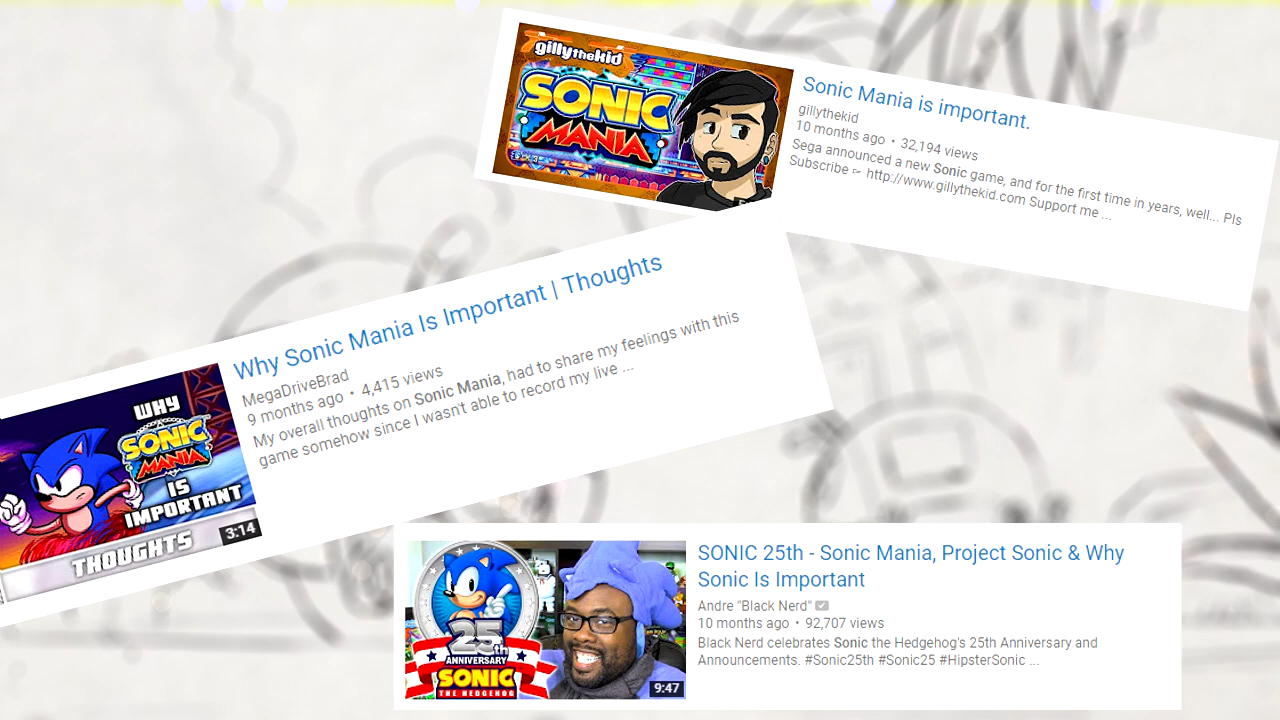 gillythekid
SONIC
MANIA
Sonic Mania is important.
gillythekid
10 months ago • 32,194 views
Sega announced a new Sonic game, and for the first time in years, well... Pls
Subscribe ► http://www.gillythekid.com Support me ...
WHY
SONIC
MANIA
IS
IMPORTANT
THOUGHTS
3:14
Why Sonic Mania Is Important | Thoughts
MegaDriveBrad
9 months ago • 4,415 views
My overall thoughts on Sonic Mania, had to share my feelings with this
game somehow since I wasn't able to record my live ...
25th
ANNIVERSARY
SONIC
THE HEDGEHOG
9:47
SONIC 25th - Sonic Mania, Project Sonic & Why
Sonic Is Important
Andre "Black Nerd"
10 months ago • 92,707 views
Black Nerd celebrates Sonic the Hedgehog's 25th Anniversary and
Announcements. #Sonic25th #Sonic25 #HipsterSonic ...